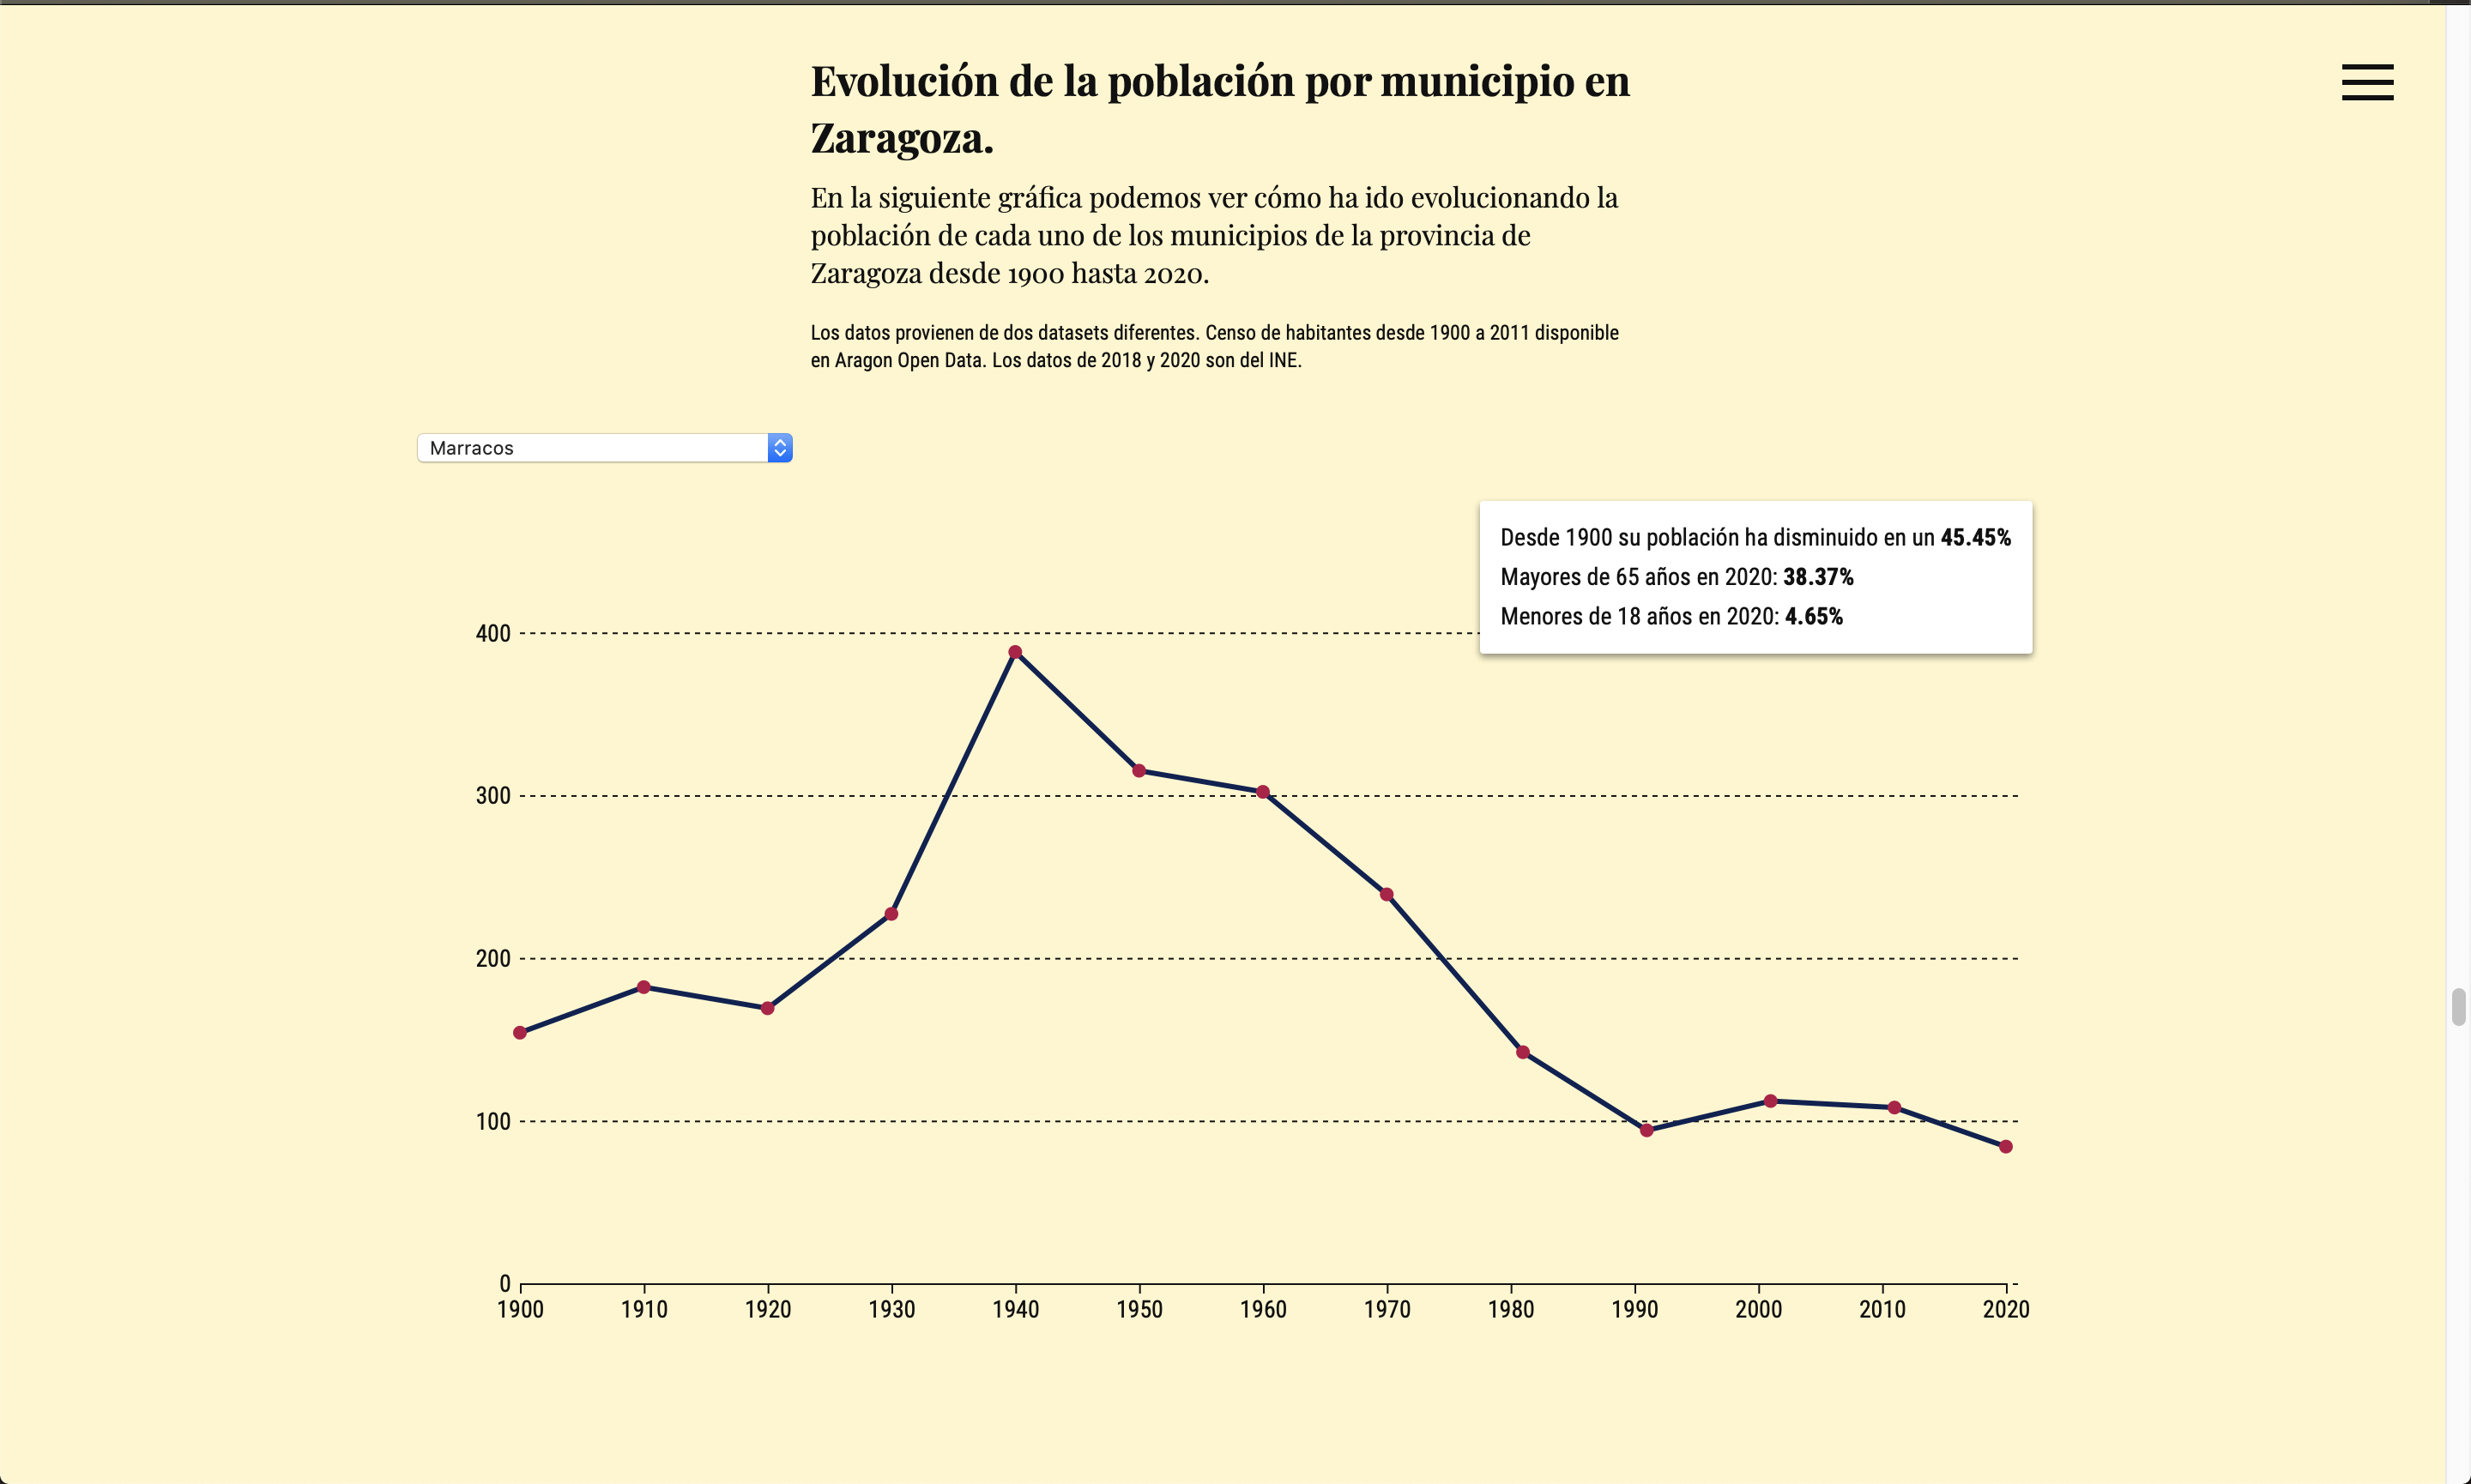 Evolución de la población por municipio en
Zaragoza.
En la siguiente gráfica podemos ver cómo ha ido evolucionando la
población de cada uno de los municipios de la provincia de
Zaragoza desde 1900 hasta 2020.
Los datos provienen de dos datasets diferentes. Censo de habitantes desde 1900 a 2011 disponible
en Aragon Open Data. Los datos de 2018 y 2020 son del INE.
Marracos
Desde 1900 su población ha disminuido en un 45.45%
Mayores de 65 años en 2020: 38.37%
Menores de 18 años en 2020: 4.65%
400
300
200
100
0
1900 1910 1920 1930 1940 1950 1960 1970 1980 1990 2000 2010 2020